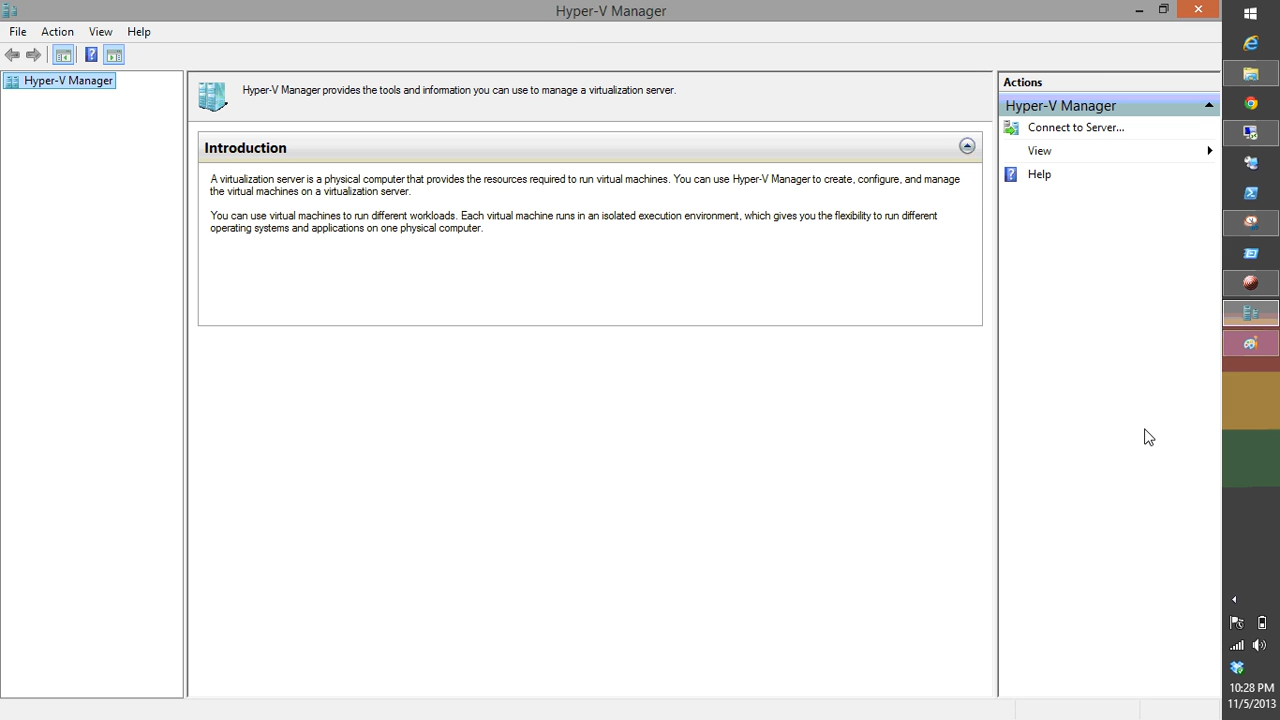 Hyper-V Manager
File Action View Help
Hyper-V Manager
Hyper-V Manager provides the tools and information you can use to manage a virtualization server.
Introduction
A virtualization server is a physical computer that provides the resources required to run virtual machines. You can use Hyper-V Manager to create, configure, and manage
the virtual machines on a virtualization server.
You can use virtual machines to run different workloads. Each virtual machine runs in an isolated execution environment, which gives you the flexibility to run different
operating systems and applications on one physical computer.
Actions
Hyper-V Manager
Connect to Server...
View
Help
10:28 PM
11/5/2013